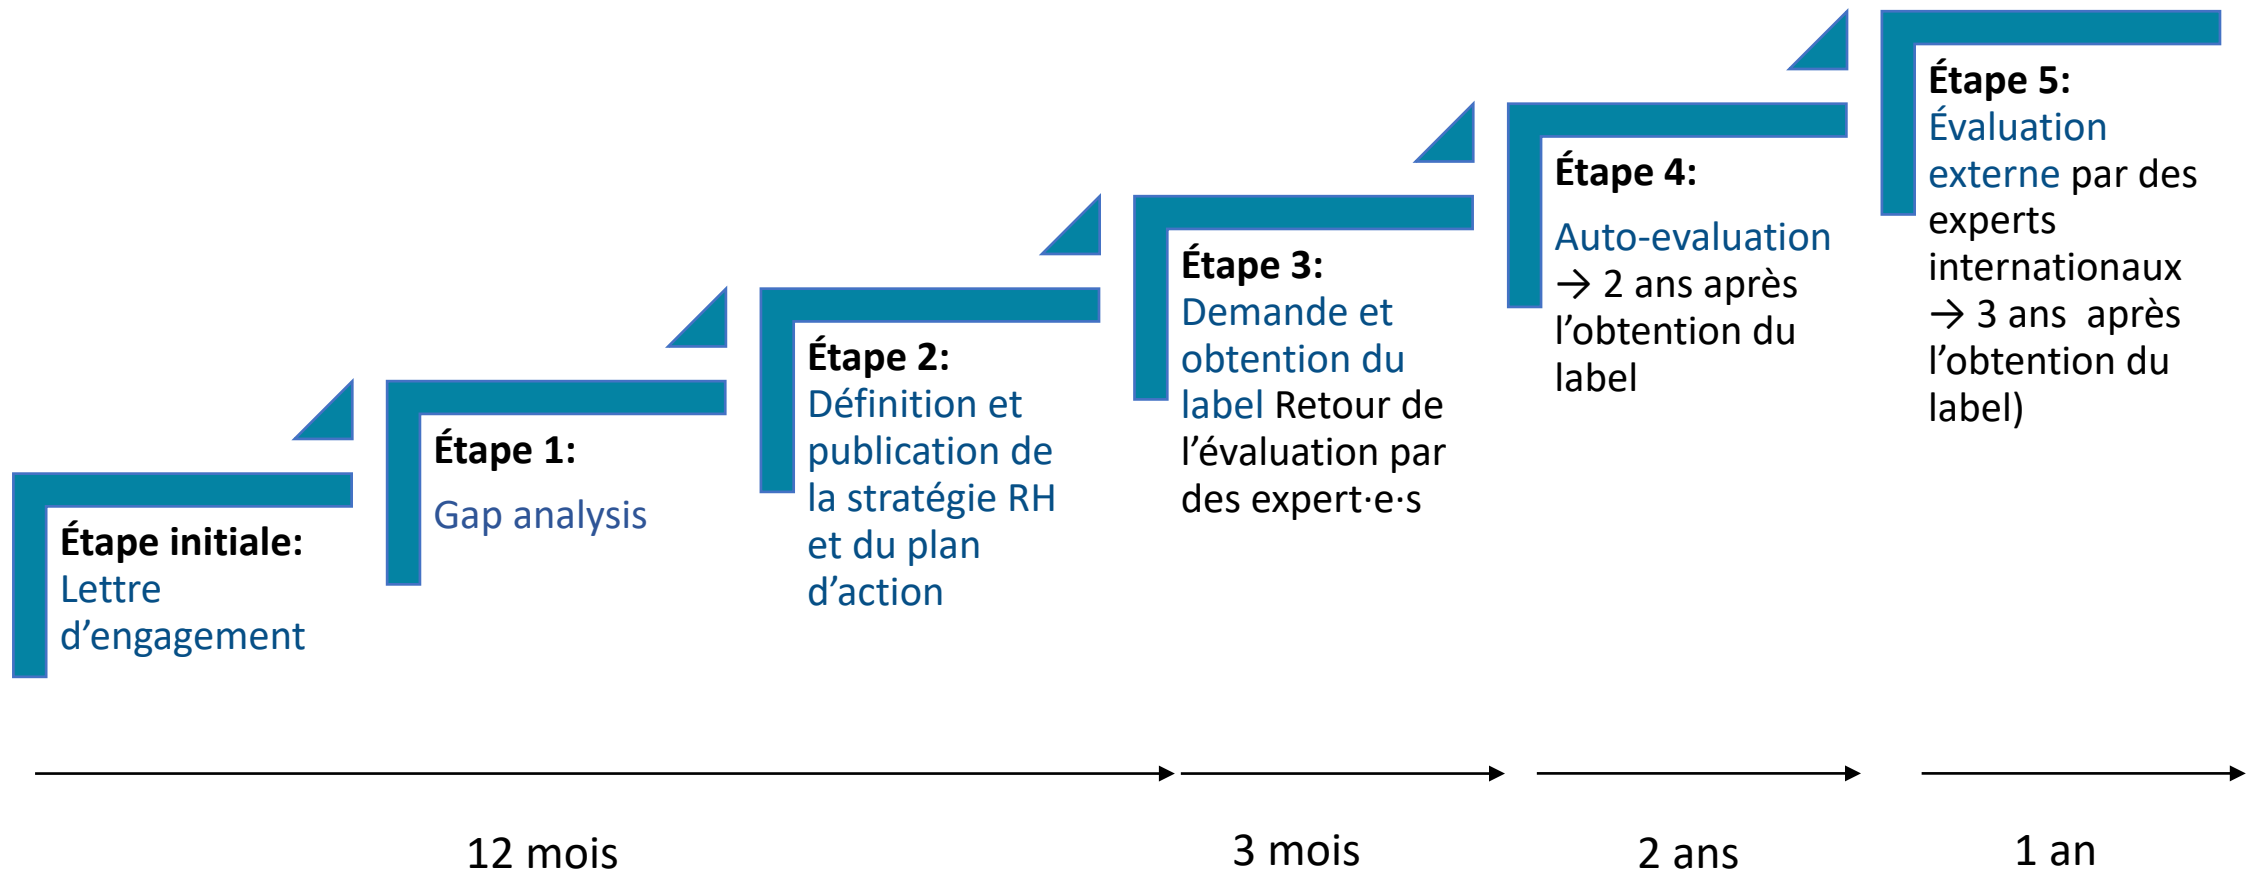 Étape initiale:
Lettre
d’engagement
Étape 1:
Gap analysis
Étape 2:
Définition et
publication de
la stratégie RH
et du plan
d’action
Étape 3:
Demande et
obtention du
label Retour de
l’évaluation par
des expert·e·s
Étape 4:
Auto-evaluation
→ 2 ans après
l’obtention du
label
Étape 5:
Évaluation
externe par des
experts
internationaux
→ 3 ans  après
l’obtention du
label)
12 mois
3 mois
2 ans
1 an